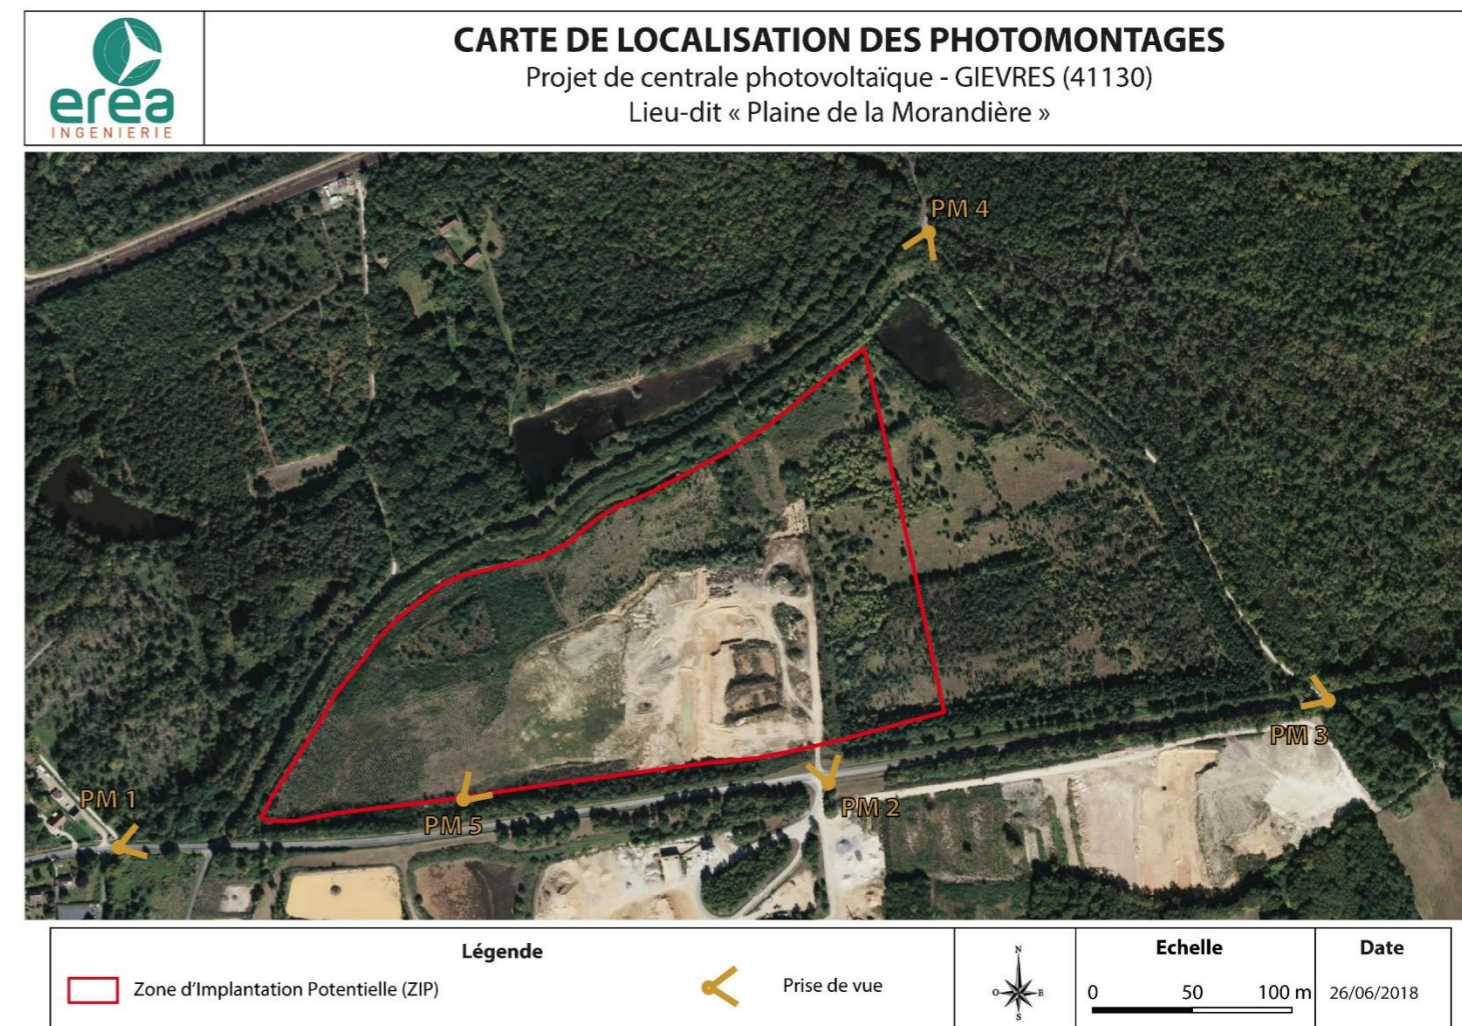 erea
INGENIERIE
CARTE DE LOCALISATION DES PHOTOMONTAGES
Projet de centrale photovoltaïque - GIEVRES (41130)
Lieu-dit « Plaine de la Morandière »
PM 4
PM 3
PM 1
PM 2
PM 5
Légende
Zone d'Implantation Potentielle (ZIP)
Prise de vue
N
O E
S
Echelle
0 50 100 m
Date
26/06/2018